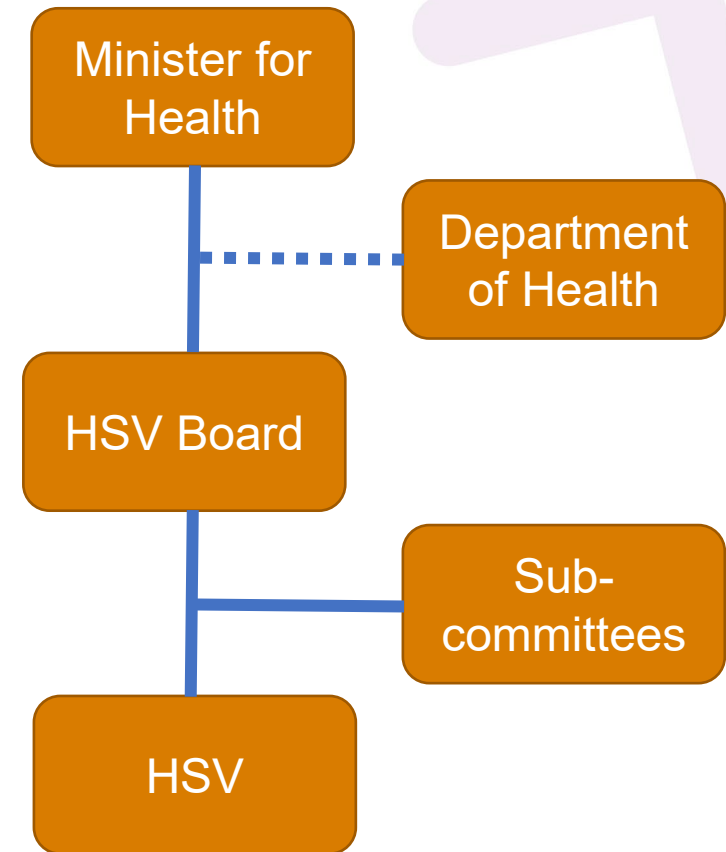 Minister for
Health
Department
of Health
HSV Board
Sub-
committees
HSV